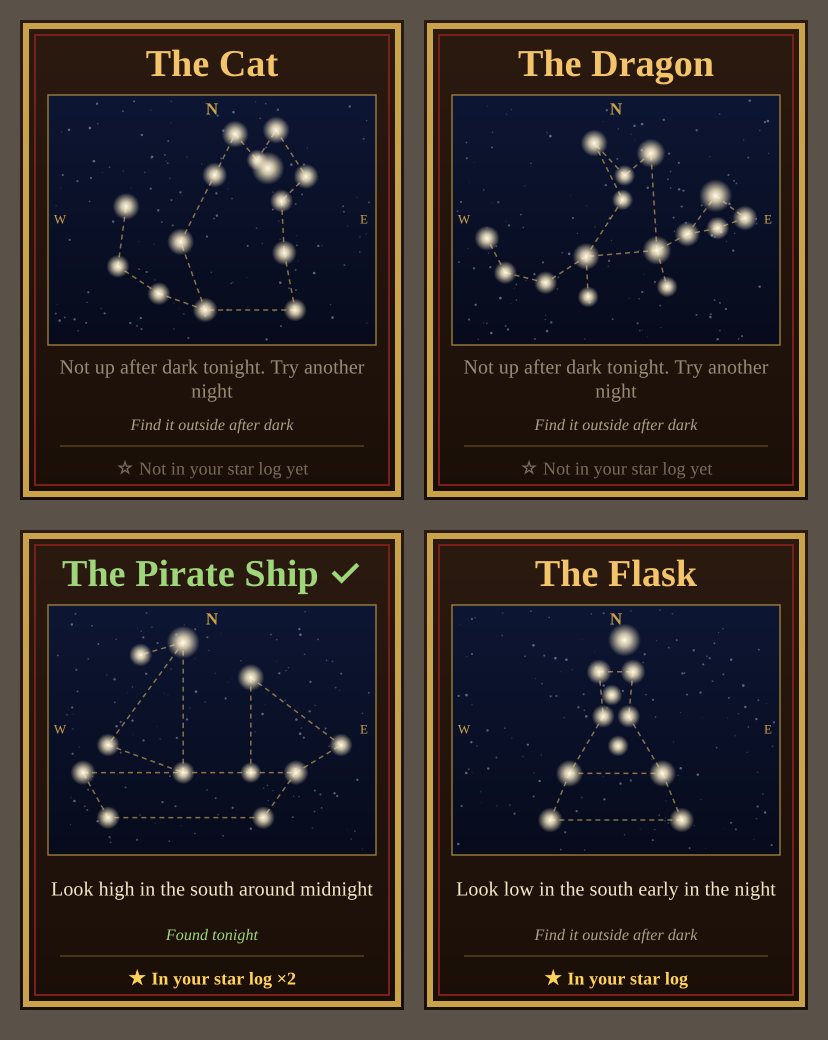 The Cat
N
W
E
Not up after dark tonight. Try another
night
Find it outside after dark
☆ Not in your star log yet
The Dragon
N
W
E
Not up after dark tonight. Try another
night
Find it outside after dark
☆ Not in your star log yet
The Pirate Ship ✓
N
W
E
Look high in the south around midnight
Found tonight
★ In your star log ×2
The Flask
N
W
E
Look low in the south early in the night
Find it outside after dark
★ In your star log